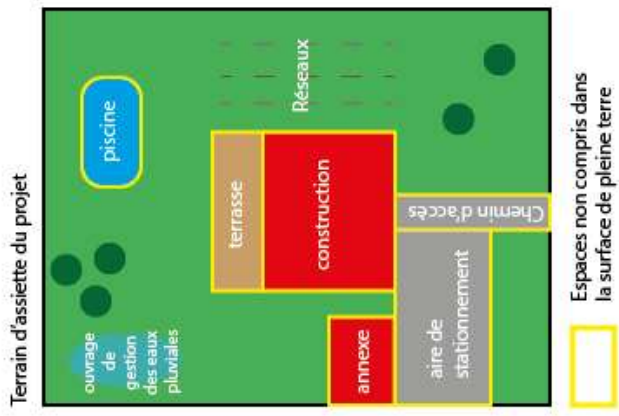 Terrain d'assiette du projet
ouvrage
de
gestion
des eaux
pluviales
piscine
terrasse
construction
Réseaux
annexe
aire de
stationnement
Chemin d'accès
Espaces non compris dans
la surface de pleine terre